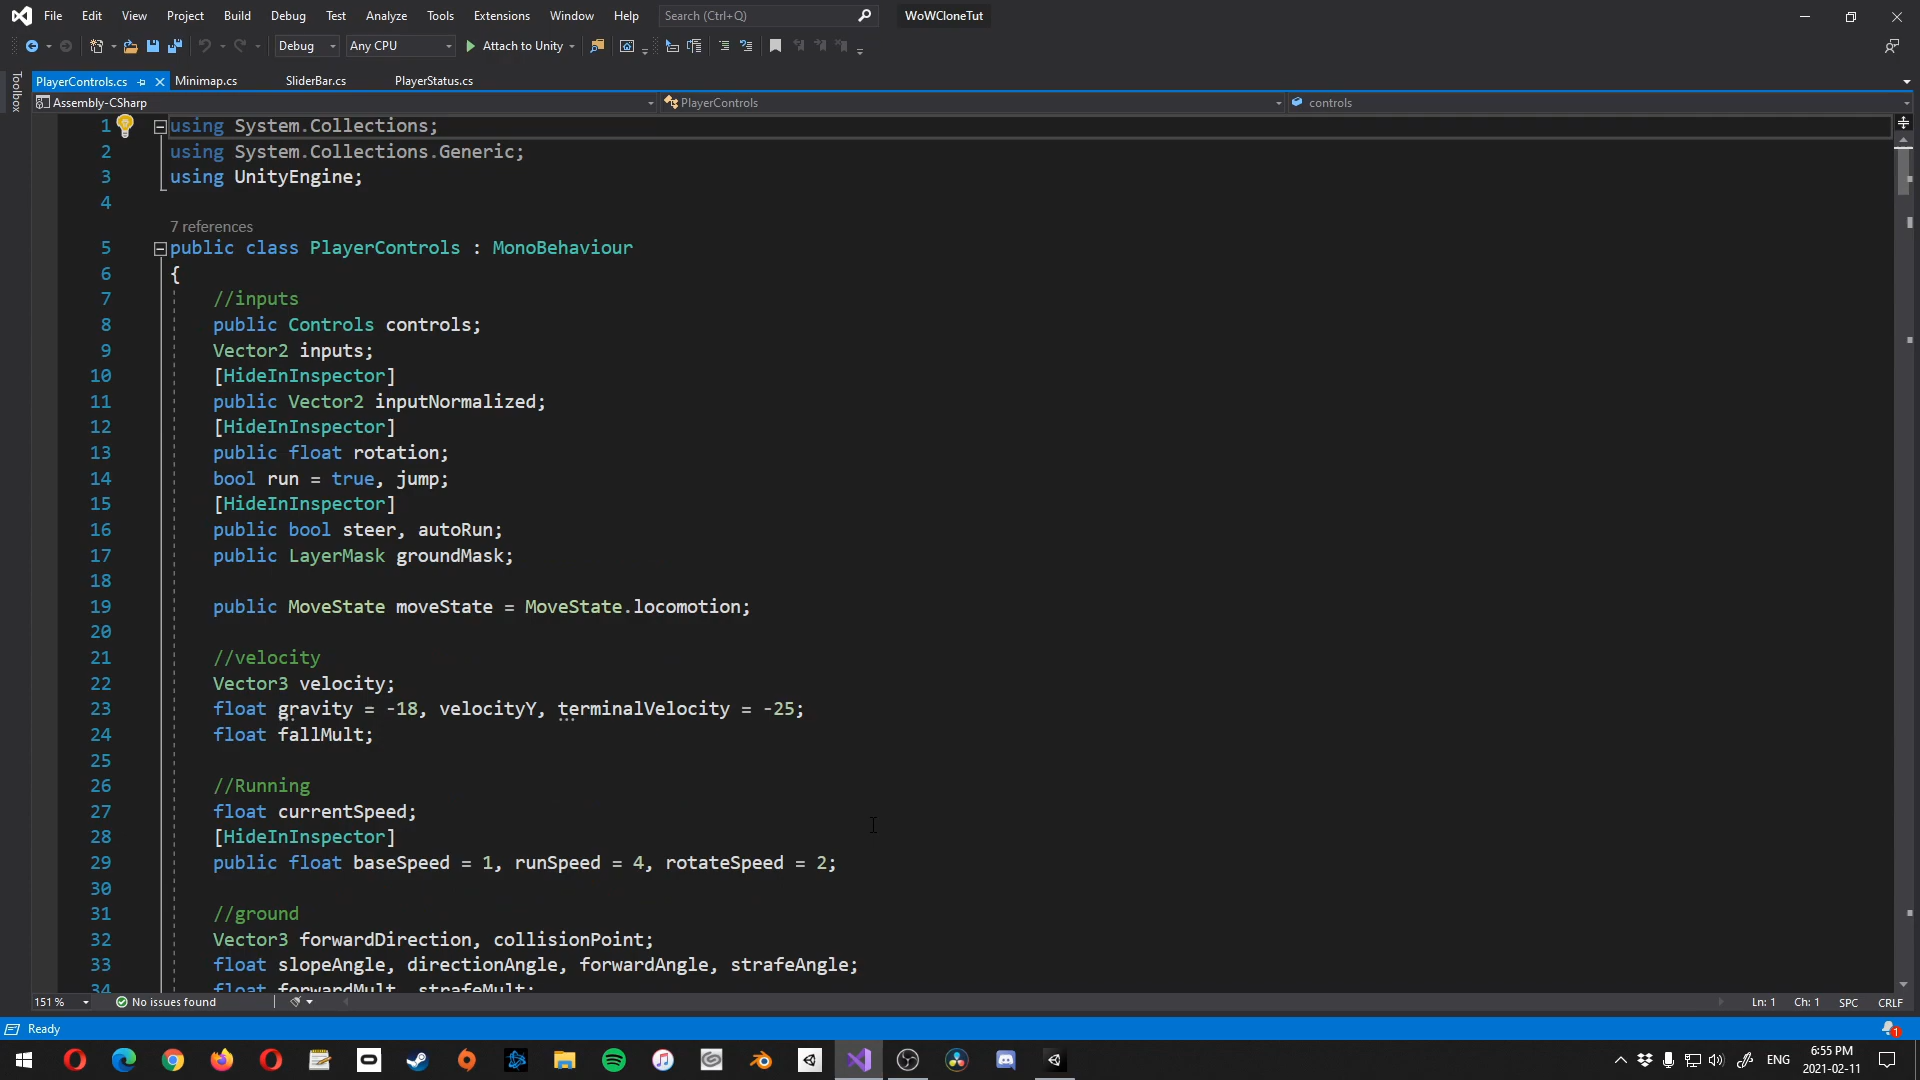 File Edit View Project Build Debug Test Analyze Tools Extensions Window Help Search (Ctrl+Q) WoWCloneTut
Debug Any CPU Attach to Unity
Toolbox
PlayerControls.cs Minimap.cs SliderBar.cs PlayerStatus.cs
Assembly-CSharp PlayerControls controls
1 using System.Collections;
2 using System.Collections.Generic;
3 using UnityEngine;
4
7 references
5 public class PlayerControls : MonoBehaviour
6 {
7 //inputs
8 public Controls controls;
9 Vector2 inputs;
10 [HideInInspector]
11 public Vector2 inputNormalized;
12 [HideInInspector]
13 public float rotation;
14 bool run = true, jump;
15 [HideInInspector]
16 public bool steer, autoRun;
17 public LayerMask groundMask;
18
19 public MoveState moveState = MoveState.locomotion;
20
21 //velocity
22 Vector3 velocity;
23 float gravity = -18, velocityY, terminalVelocity = -25;
24 float fallMult;
25
26 //Running
27 float currentSpeed;
28 [HideInInspector]
29 public float baseSpeed = 1, runSpeed = 4, rotateSpeed = 2;
30
31 //ground
32 Vector3 forwardDirection, collisionPoint;
33 float slopeAngle, directionAngle, forwardAngle, strafeAngle;
34 float forwardMult, strafeMult;
151 % No issues found Ln: 1 Ch: 1 SPC CRLF
Ready 1
ENG 6:55 PM
2021-02-11